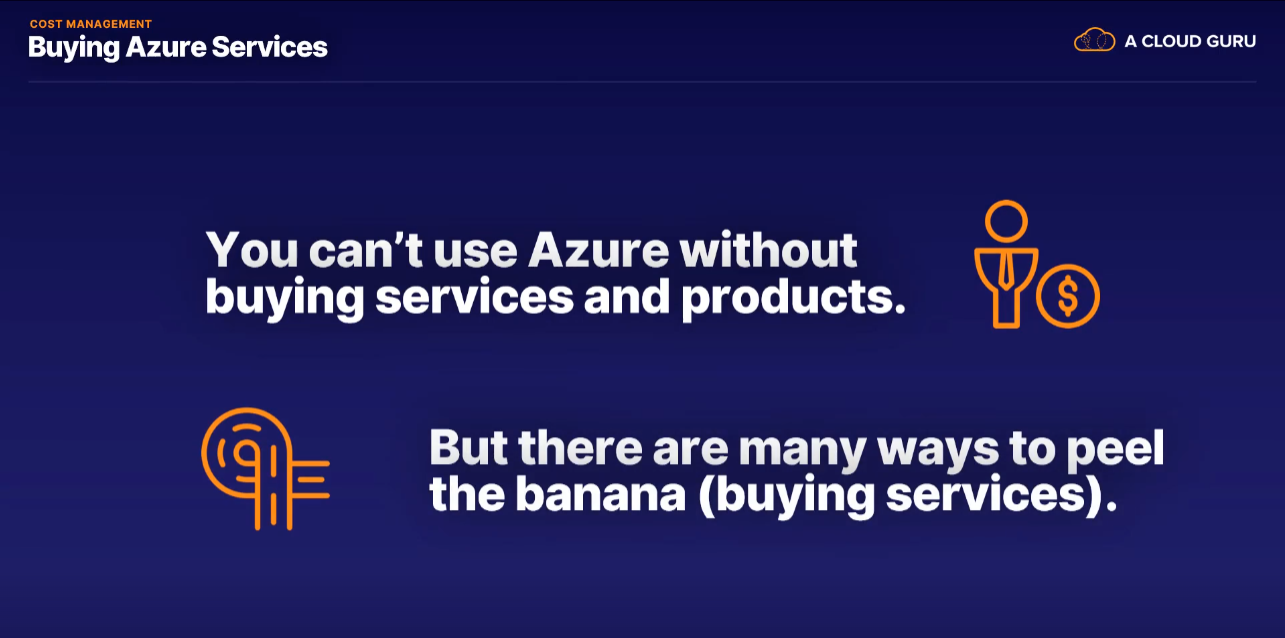 COST MANAGEMENT
Buying Azure Services
A CLOUD GURU
You can’t use Azure without
buying services and products.
$
But there are many ways to peel
the banana (buying services).